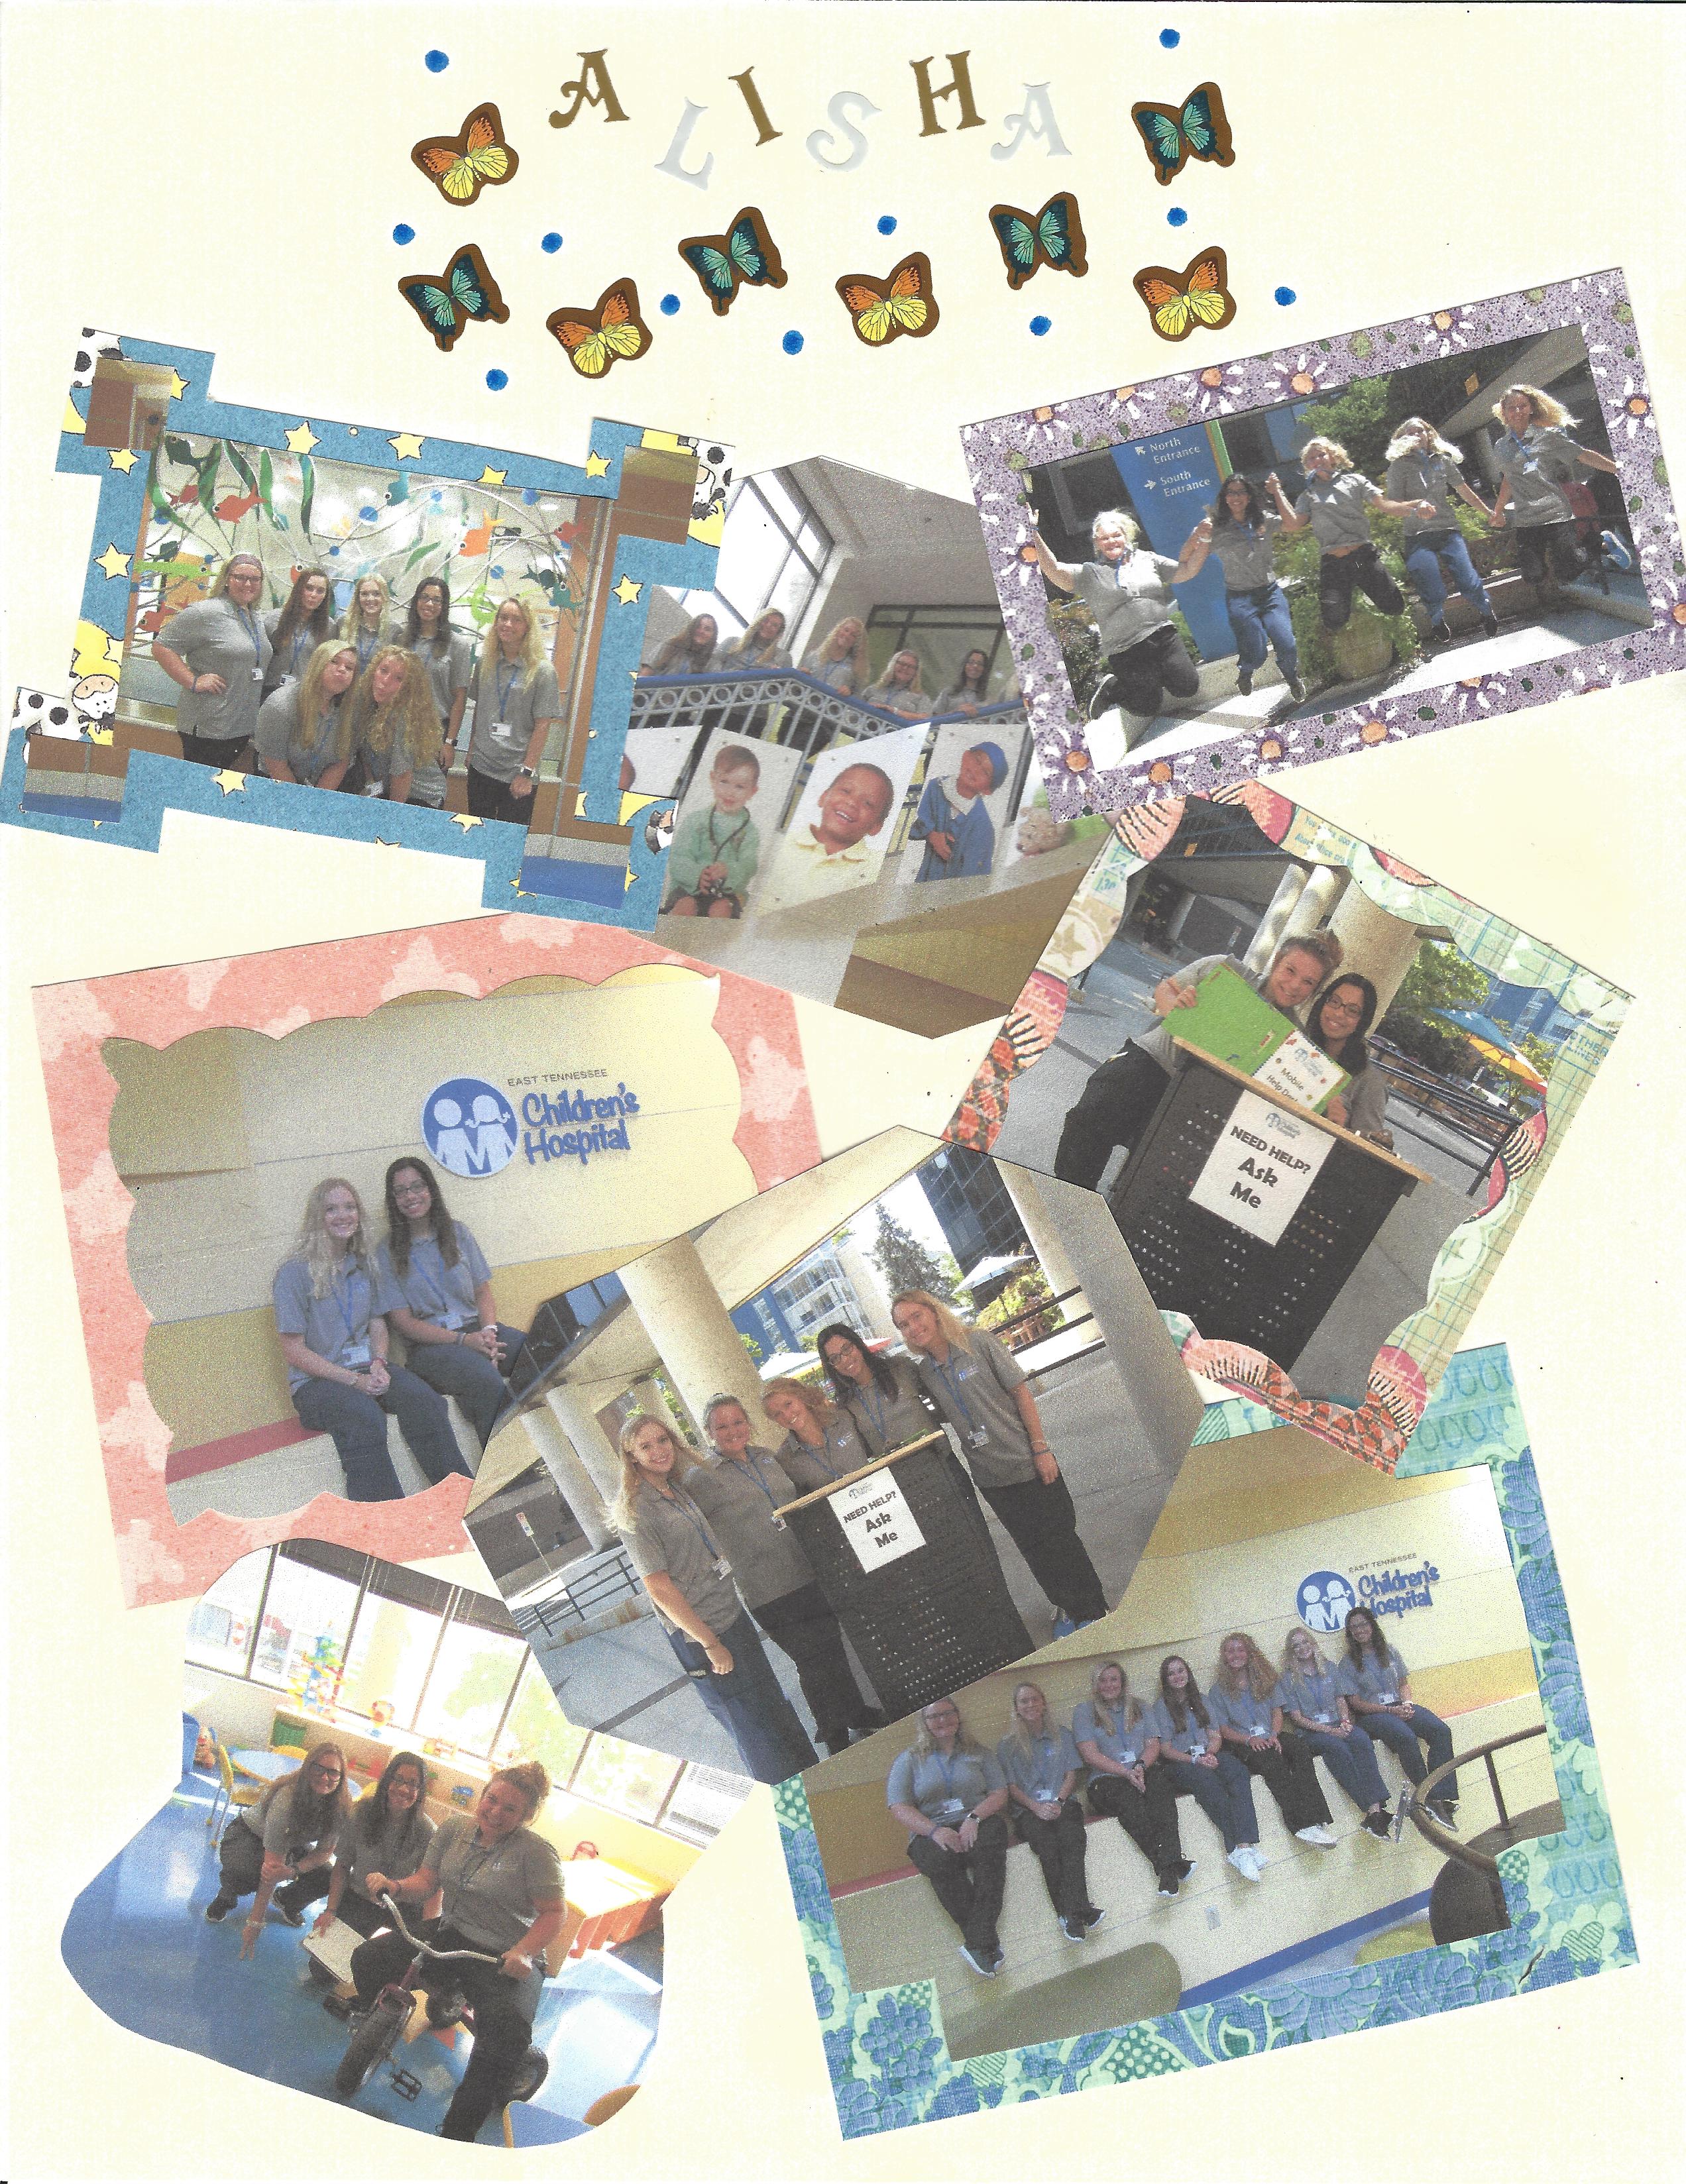 ALISHA
North
Entrance
South
Entrance
EAST TENNESSEE
Children's
Hospital
Mobile
NEED HELP?
Ask
Me
NEED HELP?
Ask
Me
EAST TENNESSEE
Children's
Hospital